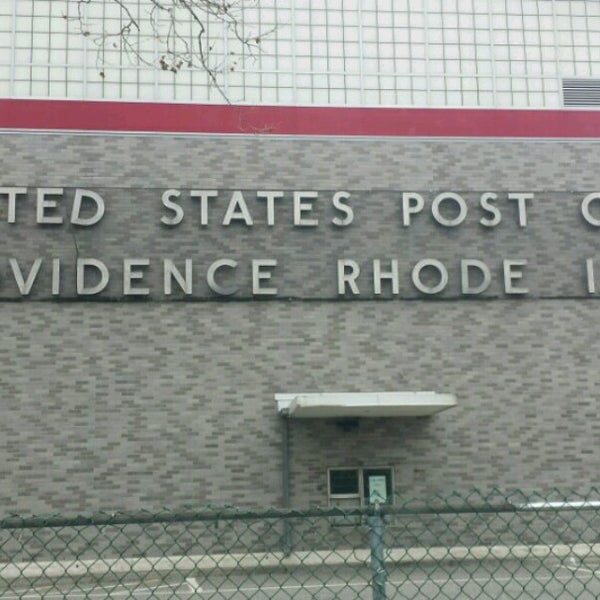 TED STATES POST O
VIDENCE RHODE I